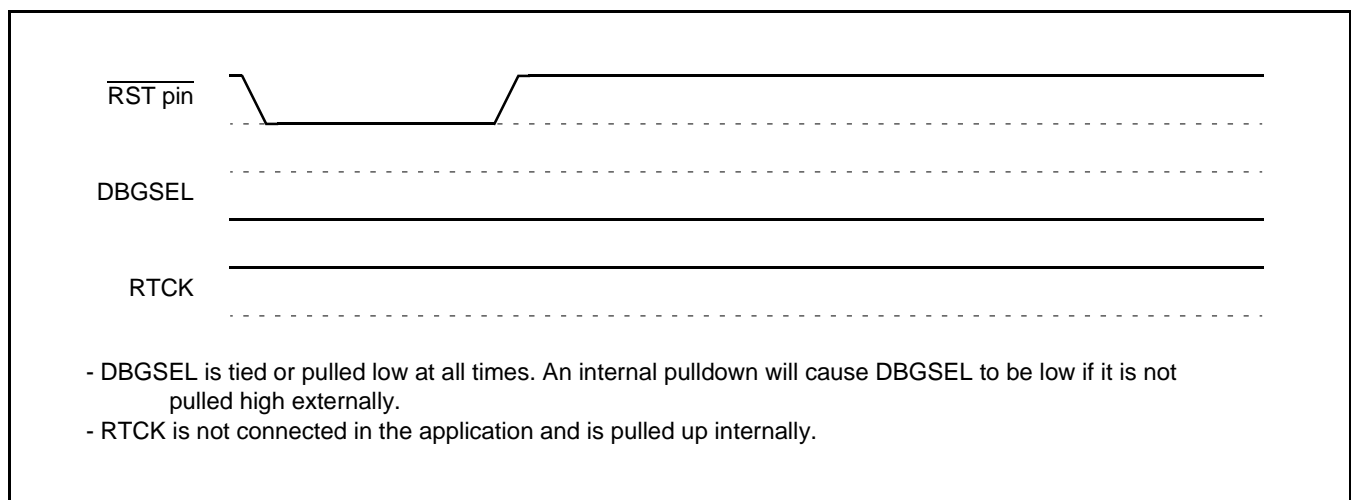 RST pin
DBGSEL
RTCK
- DBGSEL is tied or pulled low at all times. An internal pulldown will cause DBGSEL to be low if it is not
pulled high externally.
- RTCK is not connected in the application and is pulled up internally.